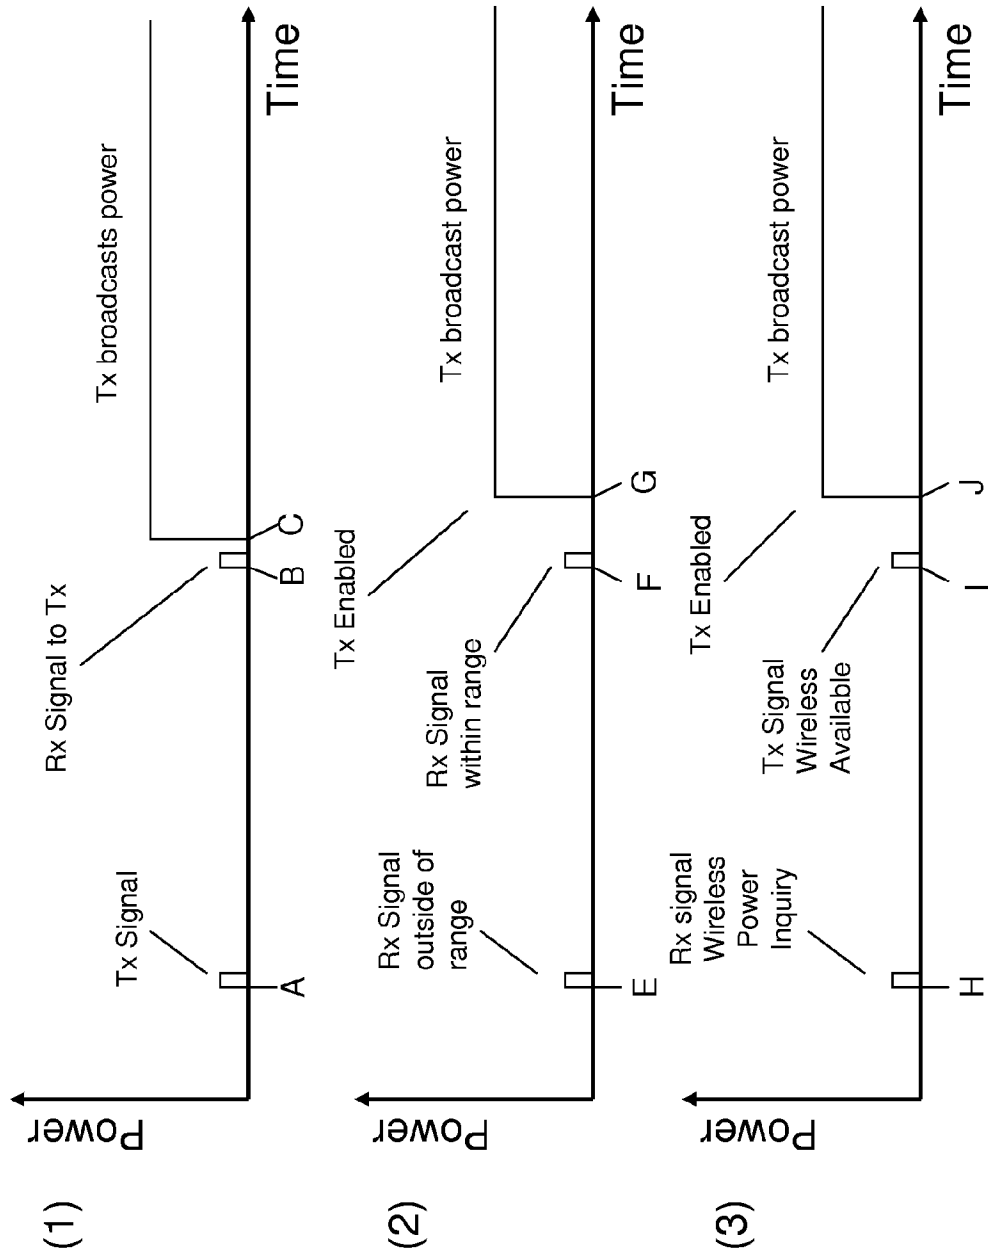 (1)
Power
Tx Signal
A
Rx Signal to Tx
B
C
Tx broadcasts power
Time
(2)
Power
Rx Signal
outside of
range
E
Rx Signal
within range
F
Tx Enabled
G
Tx broadcast power
Time
(3)
Power
Rx signal
Wireless
Power
Inquiry
H
Tx Signal
Wireless
Available
I
Tx Enabled
J
Tx broadcast power
Time